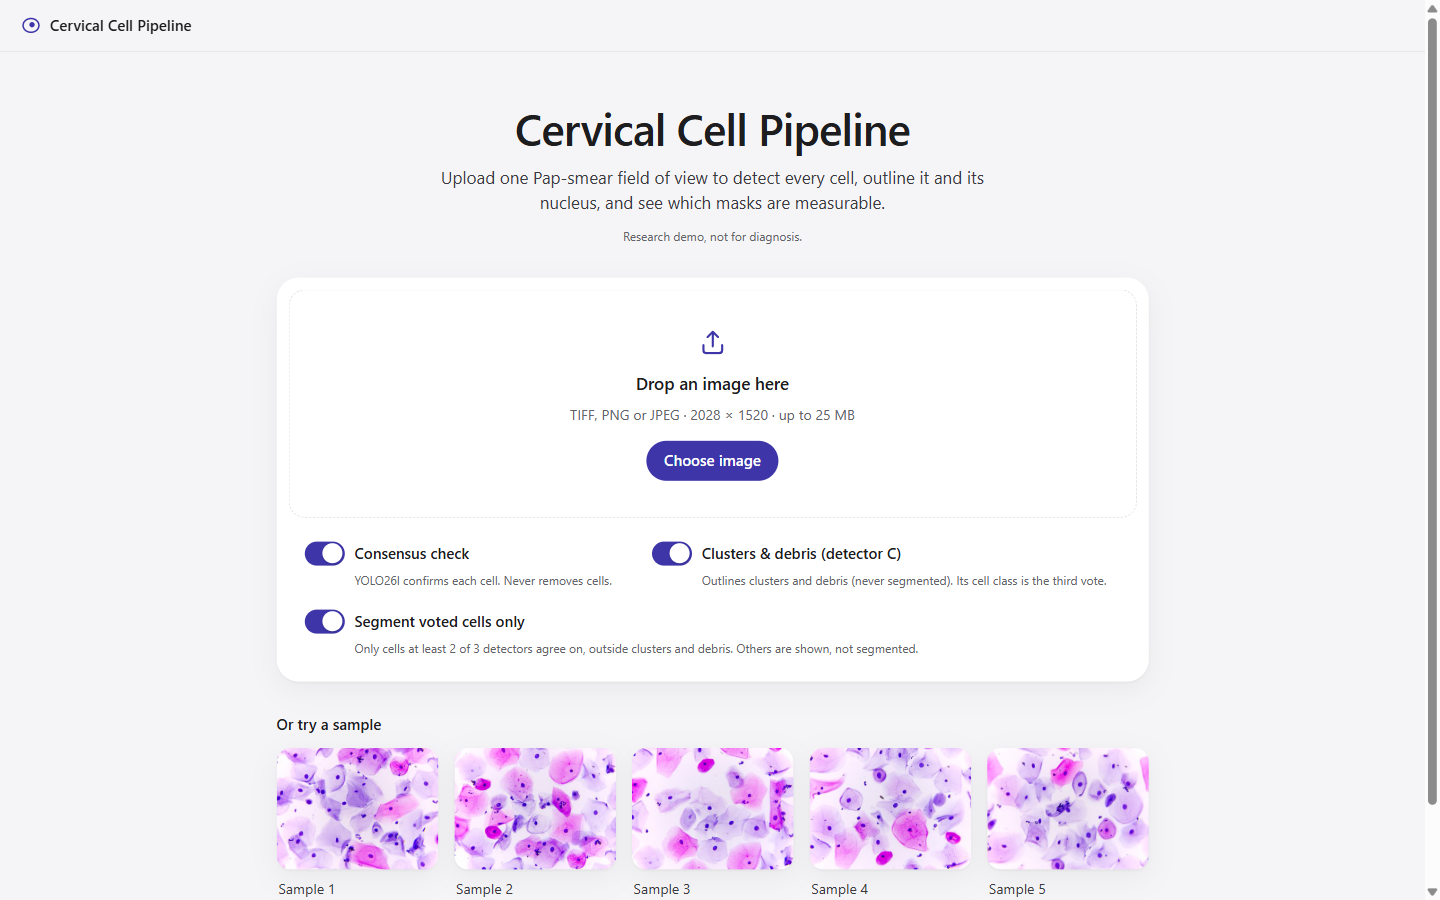 Cervical Cell Pipeline
Cervical Cell Pipeline
Upload one Pap-smear field of view to detect every cell, outline it and its
nucleus, and see which masks are measurable.
Research demo, not for diagnosis.
Drop an image here
TIFF, PNG or JPEG · 2028 × 1520 · up to 25 MB
Choose image
Consensus check
YOLO26l confirms each cell. Never removes cells.
Clusters & debris (detector C)
Outlines clusters and debris (never segmented). Its cell class is the third vote.
Segment voted cells only
Only cells at least 2 of 3 detectors agree on, outside clusters and debris. Others are shown, not segmented.
Or try a sample
Sample 1
Sample 2
Sample 3
Sample 4
Sample 5